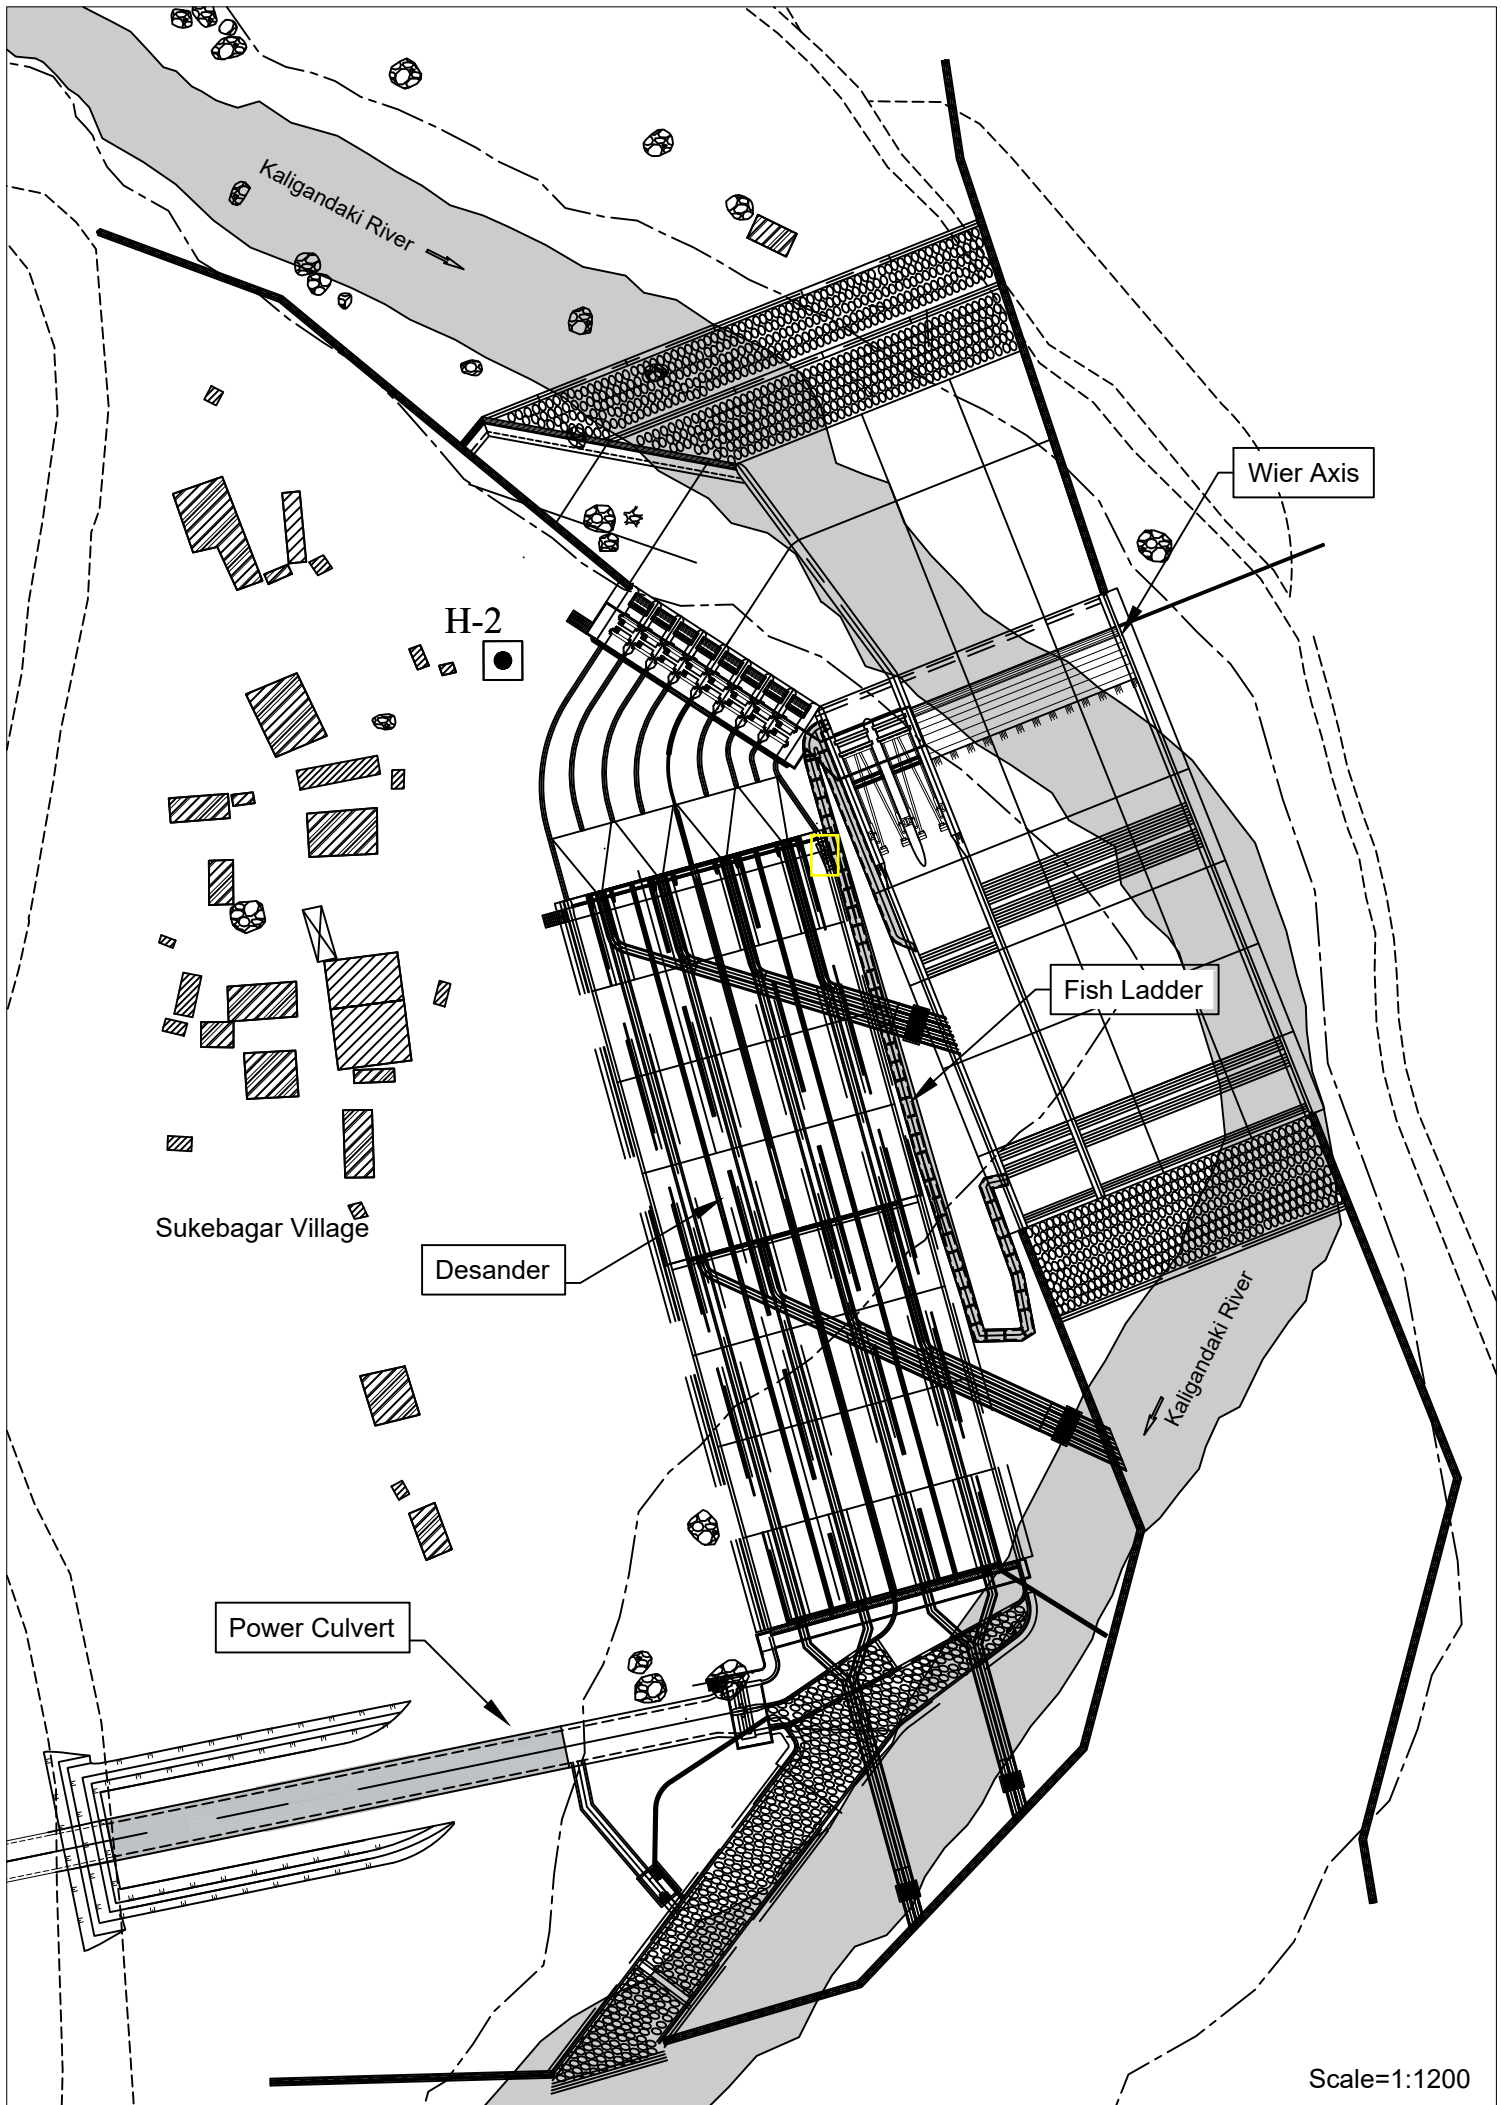 Kaligandaki River
Wier Axis
H-2
Fish Ladder
Sukebagar Village
Desander
Kaligandaki River
Power Culvert
Scale=1:1200